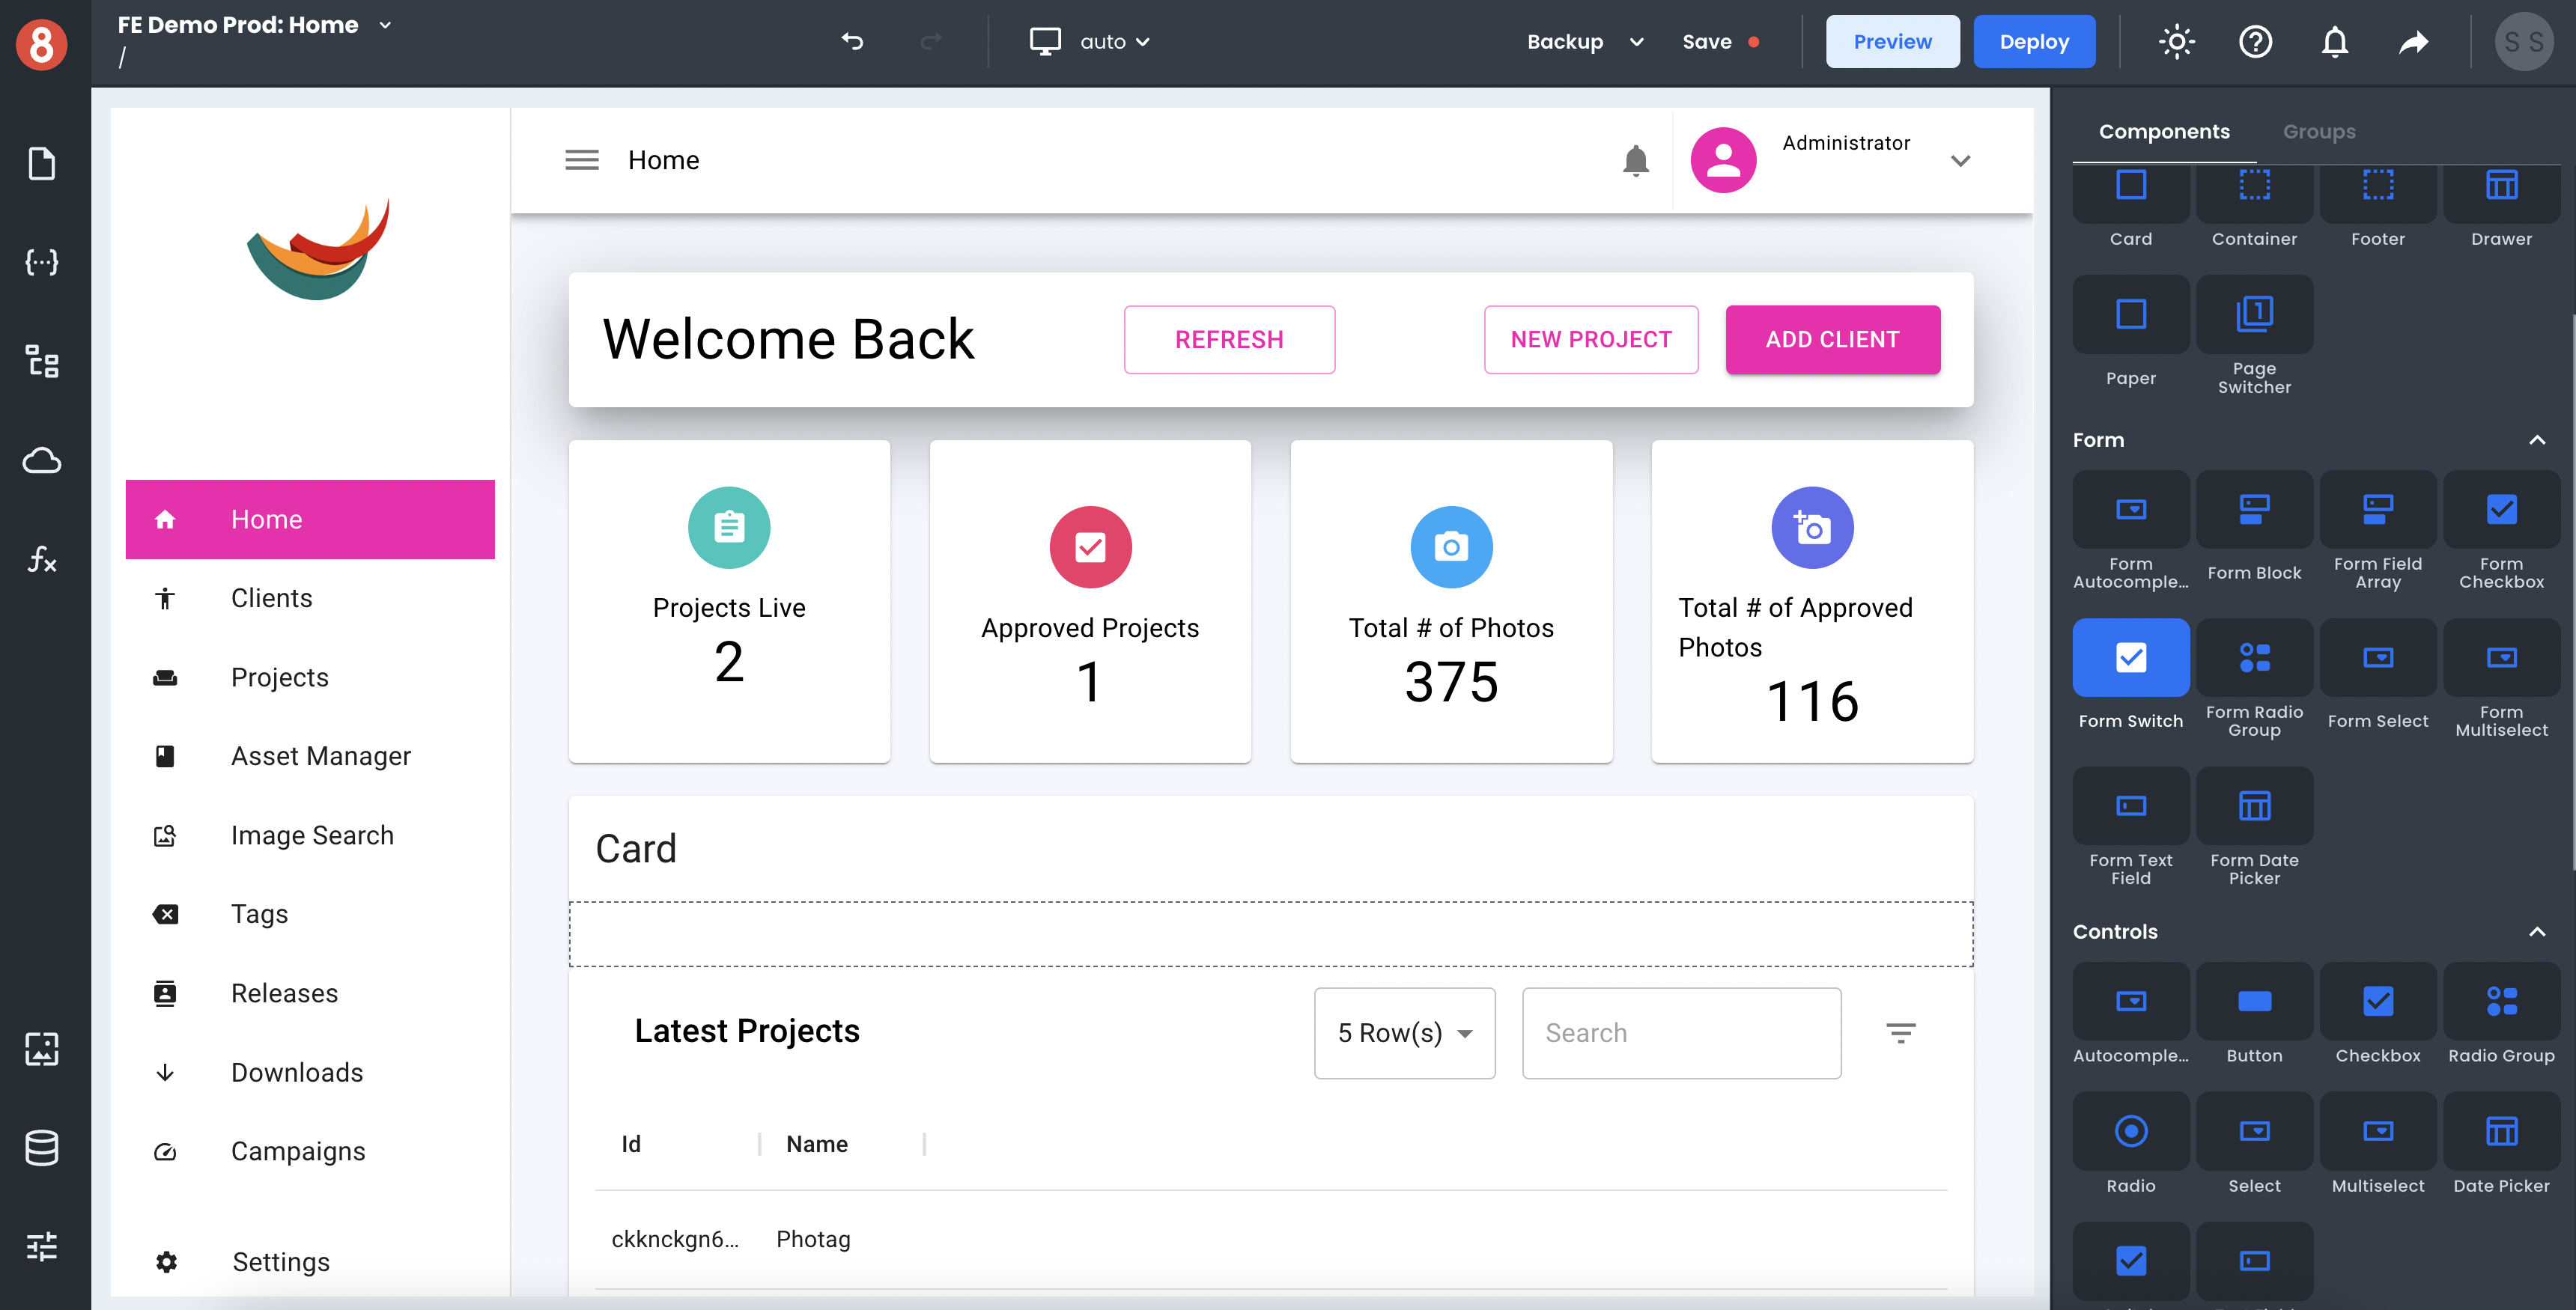 8
FE Demo Prod: Home
/
auto
Backup
Save
Preview
Deploy
S S
Home
Administrator
Welcome Back
REFRESH
NEW PROJECT
ADD CLIENT
Home
Clients
Projects
Asset Manager
Image Search
Tags
Releases
Downloads
Campaigns
Settings
Projects Live
2
Approved Projects
1
Total # of Photos
375
Total # of Approved
Photos
116
Card
Latest Projects
5 Row(s)
Search
Id
Name
ckknckgn6...
Photag
Components
Groups
Card
Container
Footer
Drawer
Paper
Page
Switcher
Form
Form
Autocomple...
Form Block
Form Field
Array
Form
Checkbox
Form Switch
Form Radio
Group
Form Select
Form
Multiselect
Form Text
Field
Form Date
Picker
Controls
Autocomple...
Button
Checkbox
Radio Group
Radio
Select
Multiselect
Date Picker